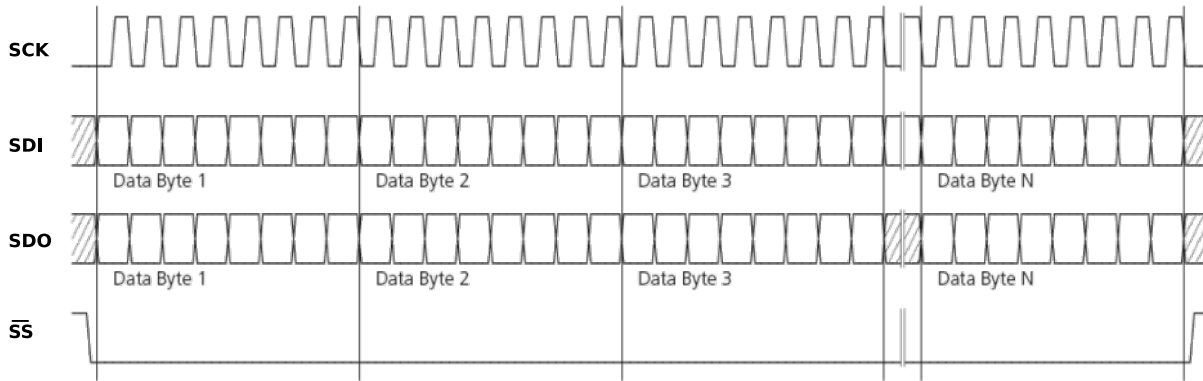 SCK
SDI
Data Byte 1 Data Byte 2 Data Byte 3 Data Byte N
SDO
Data Byte 1 Data Byte 2 Data Byte 3 Data Byte N
S̅S̅